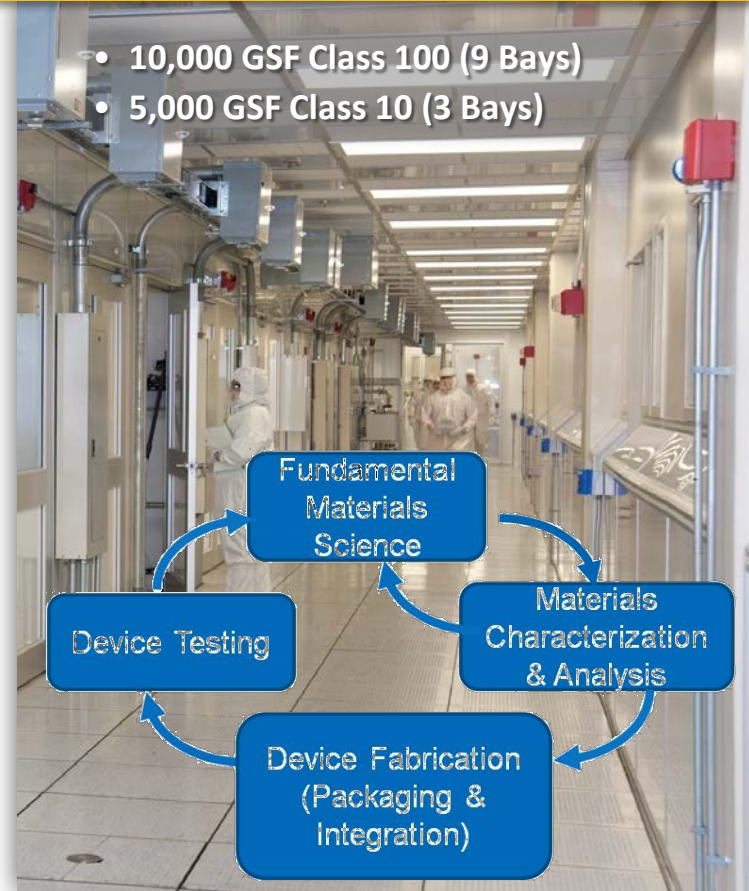 • 10,000 GSF Class 100 (9 Bays)
• 5,000 GSF Class 10 (3 Bays)
Fundamental
Materials
Science
Materials
Characterization
& Analysis
Device Testing
Device Fabrication
(Packaging &
Integration)